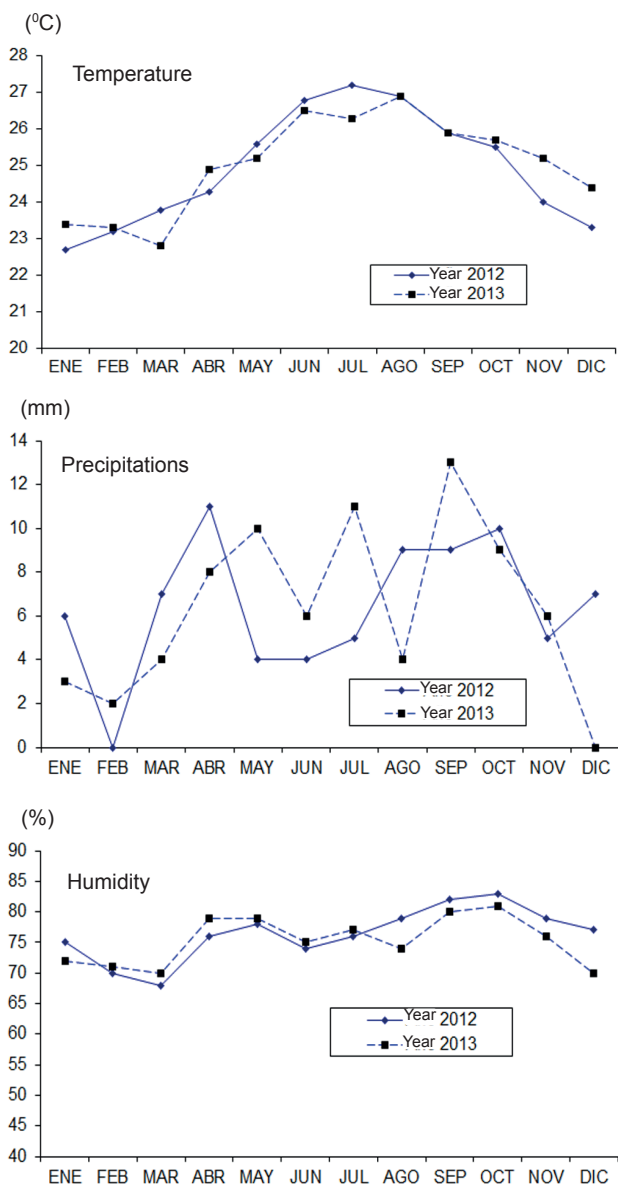 (⁰C)
28
Temperature
27
26
25
24
23
22
21
20
Year 2012
Year 2013
ENE FEB MAR ABR MAY JUN JUL AGO SEP OCT NOV DIC
(mm)
14
Precipitations
12
10
8
6
4
2
0
Year 2012
Year 2013
ENE FEB MAR ABR MAY JUN JUL AGO SEP OCT NOV DIC
(%)
90
85
Humidity
80
75
70
65
60
55
50
45
40
Year 2012
Year 2013
ENE FEB MAR ABR MAY JUN JUL AGO SEP OCT NOV DIC